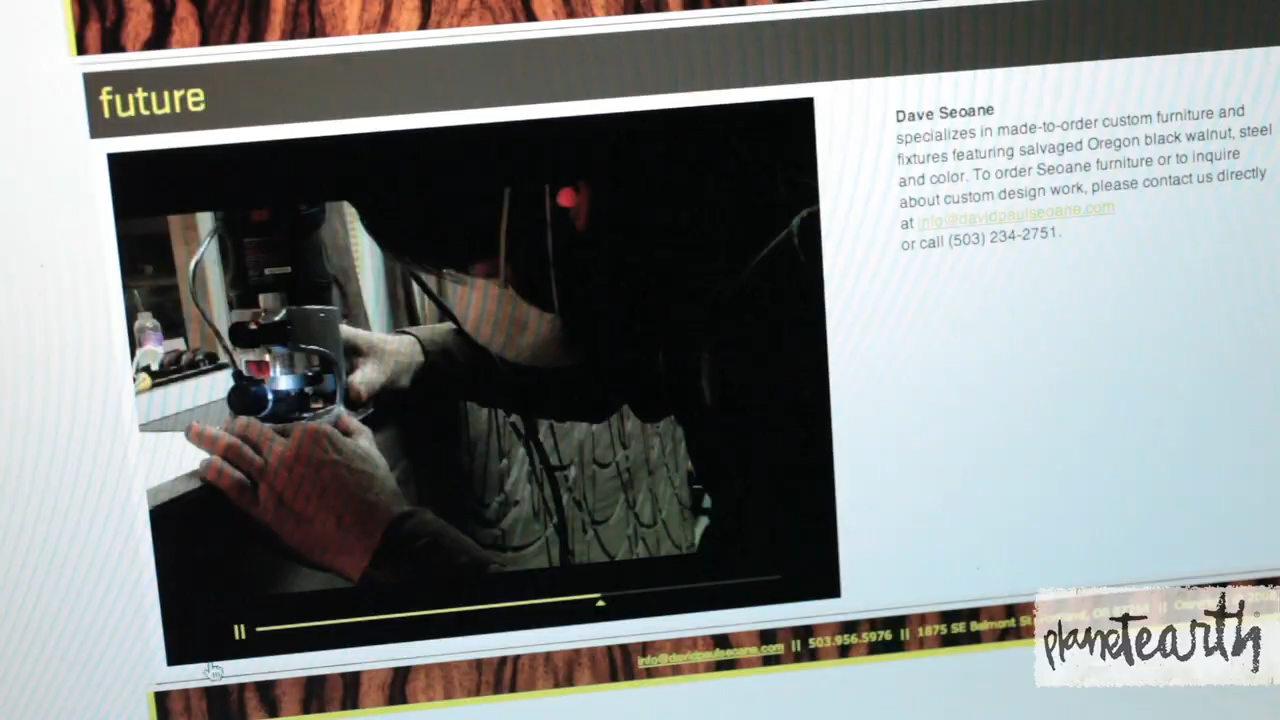 future
Dave Seoane
specializes in made-to-order custom furniture and
fixtures featuring salvaged Oregon black walnut, steel
and color. To order Seoane furniture or to inquire
about custom design work, please contact us directly
at info@davidpaulseoane.com
or call (503) 234-2751.
info@davidpaulseoane.com || 503.956.5976 || 1875 SE Belmont St
planetearth